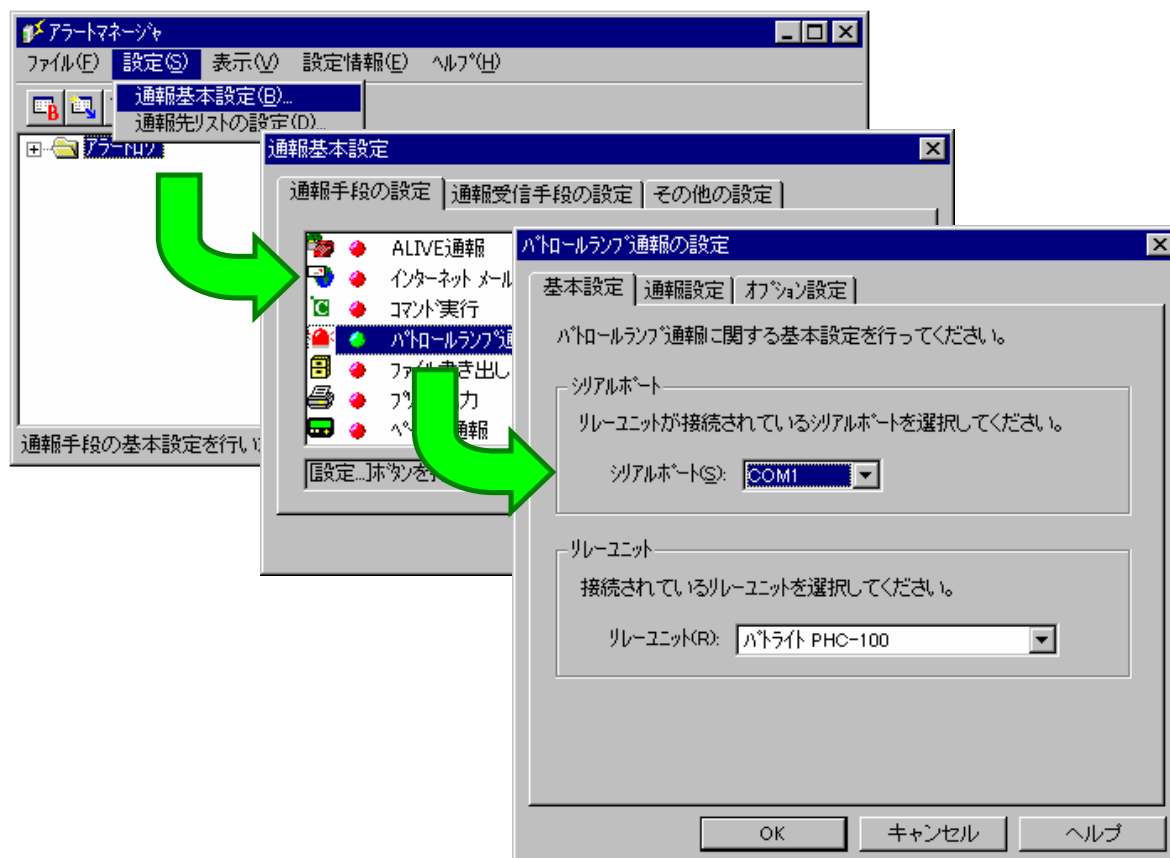 アラートマネージャ
ファイル(F) 設定(S) 表示(V) 設定情報(E) ヘルプ(H)
通報基本設定(B)...
通報先リストの設定(D)...
アラートログ
通報手段の基本設定を行い
通報基本設定
通報手段の設定 通報受信手段の設定 その他の設定
ALIVE通報
インターネット メール
コマンド実行
パトロールランプ通
ファイル書き出し
力
通報
[設定...]ボタンを
パトロールランプ通報の設定
基本設定 通報設定 オプション設定
パトロールランプ通報に関する基本設定を行ってください。
シリアルポート
リレーユニットが接続されているシリアルポートを選択してください。
シリアルポート(S): COM1
リレーユニット
接続されているリレーユニットを選択してください。
リレーユニット(R): パトライト PHC-100
OK キャンセル ヘルプ